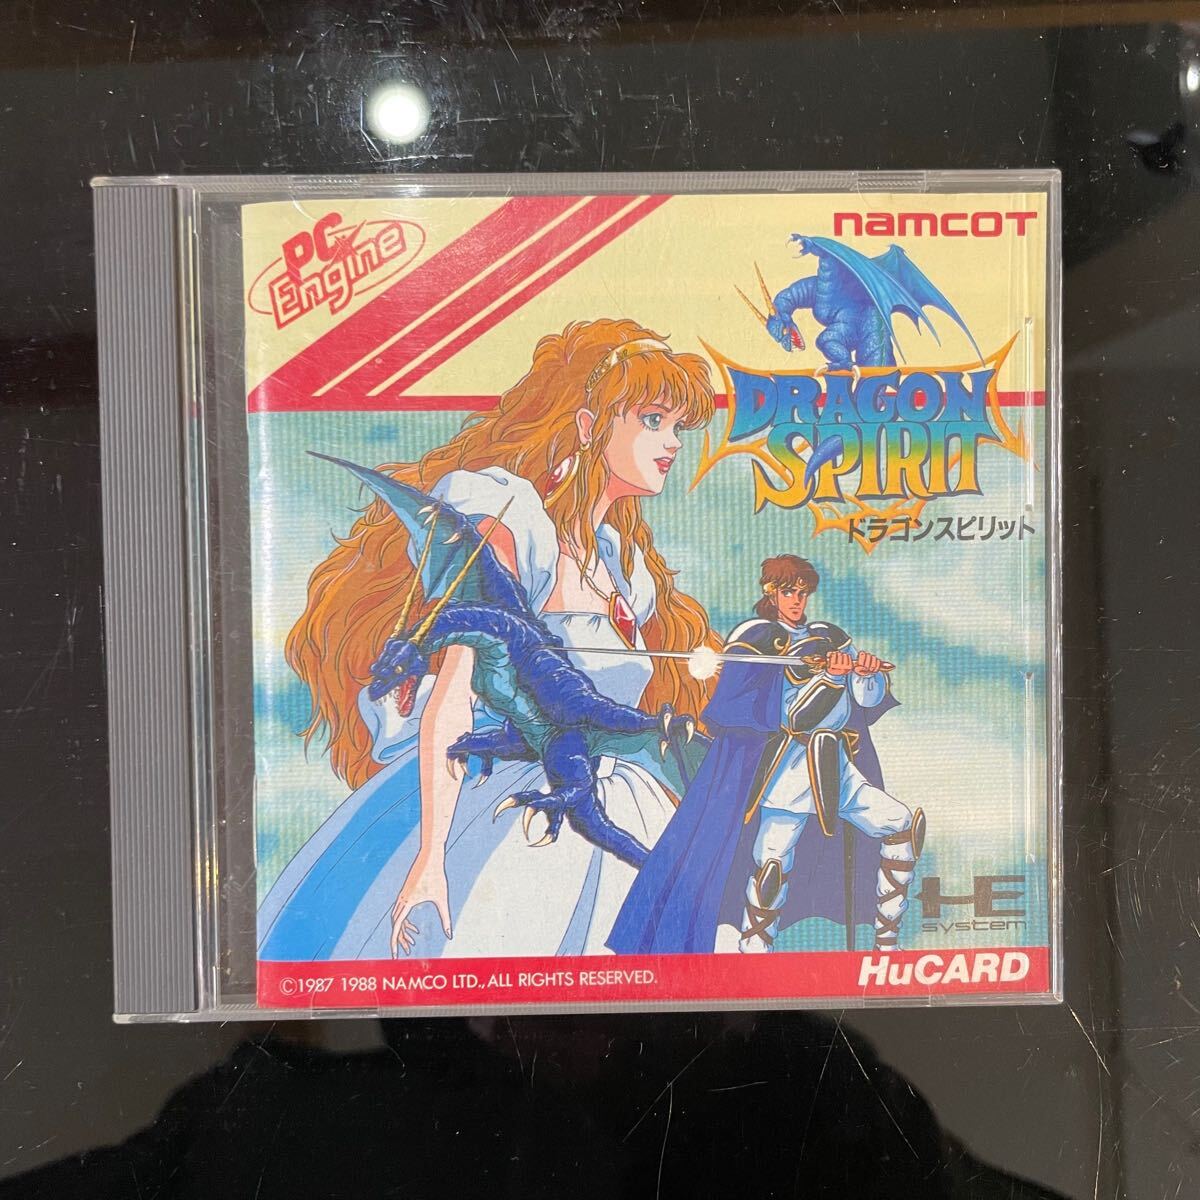 PC
Engine
namcoT
DRAGON
SPIRIT
ドラゴンスピリット
HE
SYSTEM
HuCARD
©1987 1988 NAMCO LTD., ALL RIGHTS RESERVED.